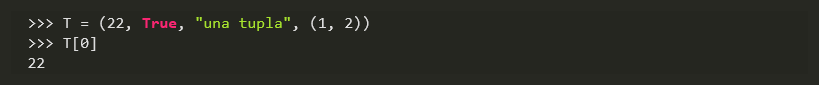 >>> T = (22, True, "una tupla", (1, 2))
>>> T[0]
22